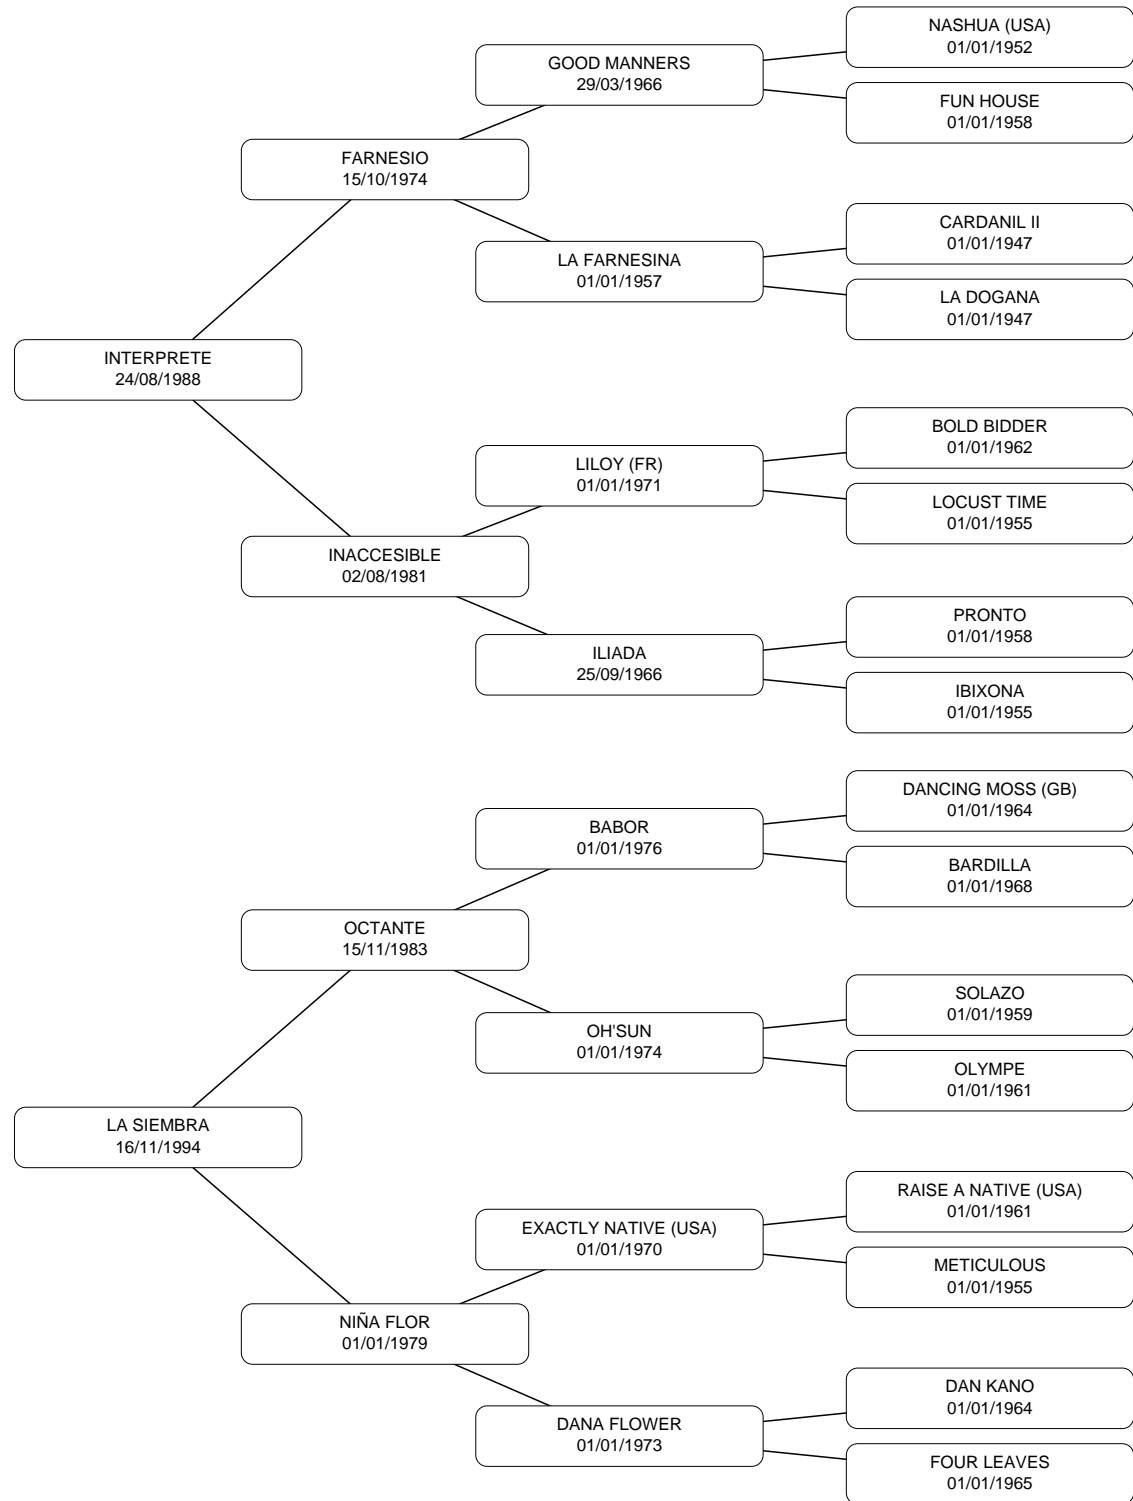 NASHUA (USA)
01/01/1952
GOOD MANNERS
29/03/1966
FUN HOUSE
01/01/1958
FARNESIO
15/10/1974
CARDANIL II
01/01/1947
LA FARNESINA
01/01/1957
LA DOGANA
01/01/1947
INTERPRETE
24/08/1988
BOLD BIDDER
01/01/1962
LILOY (FR)
01/01/1971
LOCUST TIME
01/01/1955
INACCESIBLE
02/08/1981
PRONTO
01/01/1958
ILIADA
25/09/1966
IBIXONA
01/01/1955
DANCING MOSS (GB)
01/01/1964
BABOR
01/01/1976
BARDILLA
01/01/1968
OCTANTE
15/11/1983
SOLAZO
01/01/1959
OH'SUN
01/01/1974
OLYMPE
01/01/1961
LA SIEMBRA
16/11/1994
RAISE A NATIVE (USA)
01/01/1961
EXACTLY NATIVE (USA)
01/01/1970
METICULOUS
01/01/1955
NIÑA FLOR
01/01/1979
DAN KANO
01/01/1964
DANA FLOWER
01/01/1973
FOUR LEAVES
01/01/1965